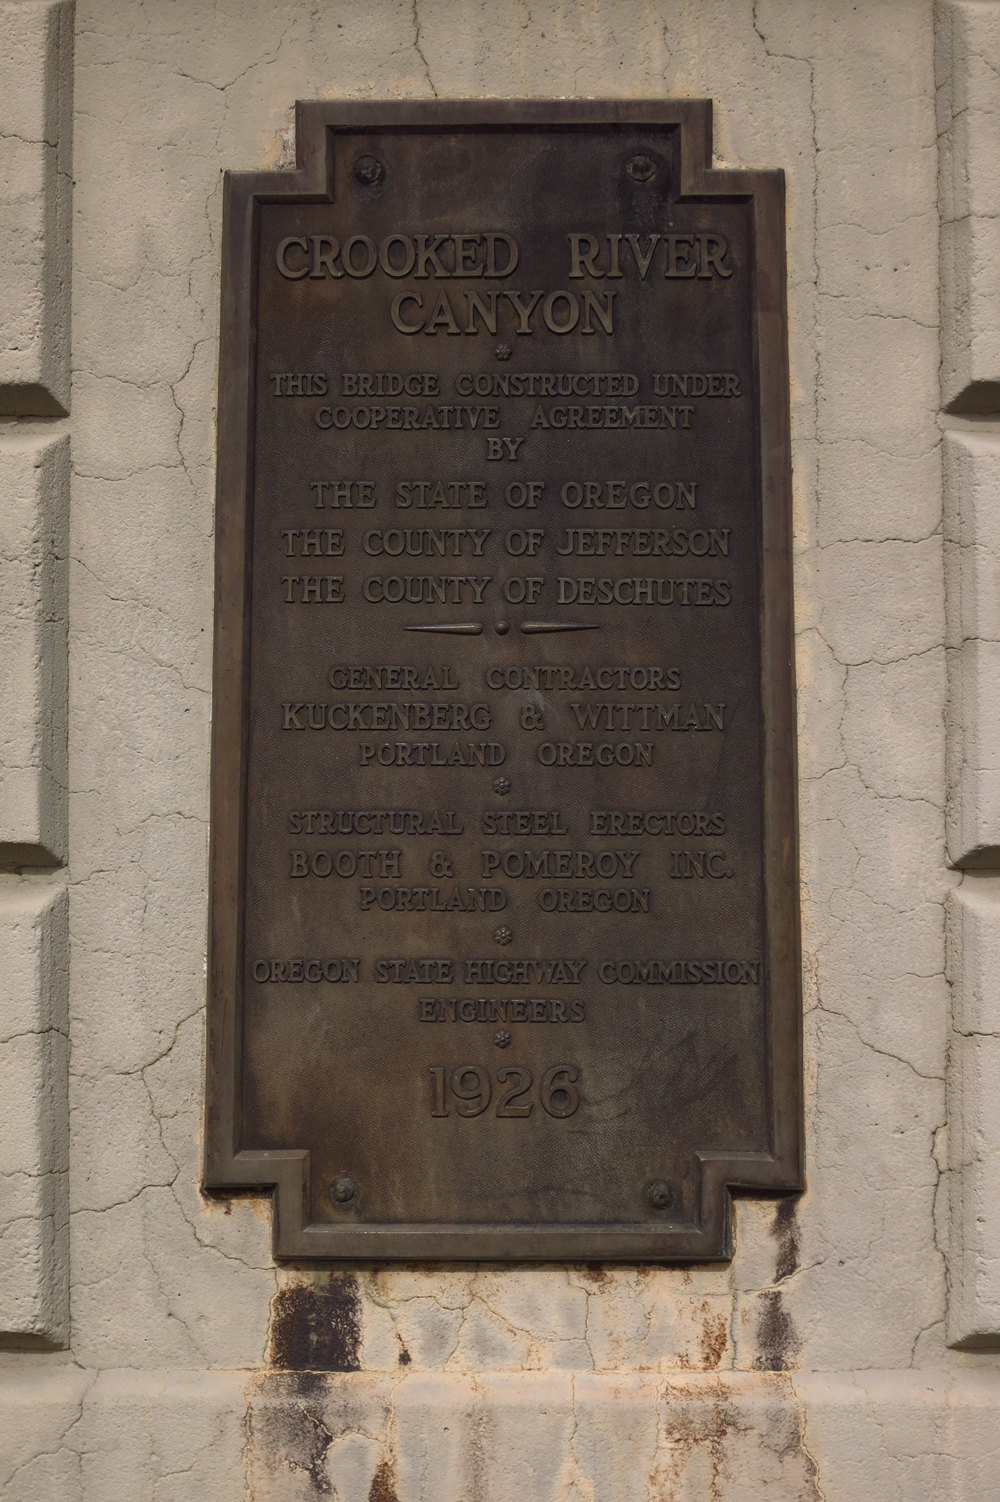 CROOKED RIVER
CANYON
THIS BRIDGE CONSTRUCTED UNDER
COOPERATIVE AGREEMENT
BY
THE STATE OF OREGON
THE COUNTY OF JEFFERSON
THE COUNTY OF DESCHUTES
GENERAL CONTRACTORS
KUCKENBERG & WITTMAN
PORTLAND OREGON
STRUCTURAL STEEL ERECTORS
BOOTH & POMEROY INC.
PORTLAND OREGON
OREGON STATE HIGHWAY COMMISSION
ENGINEERS
1926